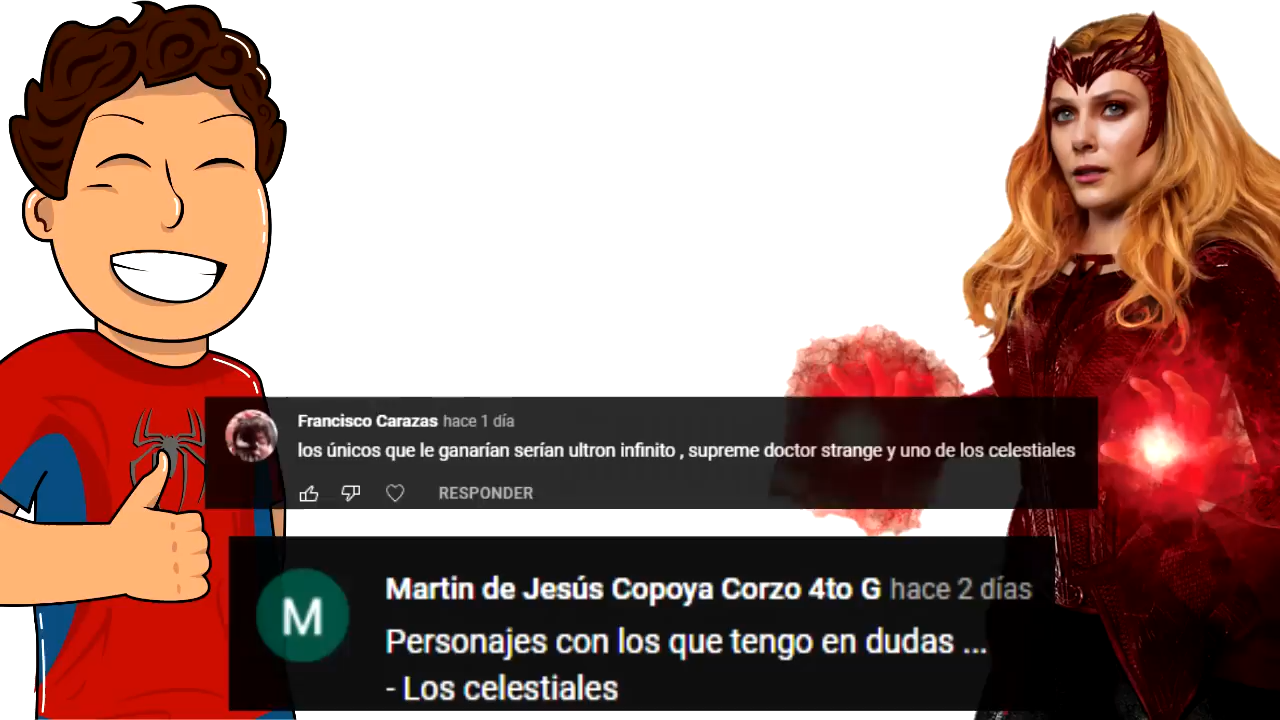 Francisco Carazas hace 1 día
los únicos que le ganarían serían ultron infinito , supreme doctor strange y uno de los celestiales
RESPONDER
M
Martin de Jesús Copoya Corzo 4to G hace 2 días
Personajes con los que tengo en dudas ...
- Los celestiales